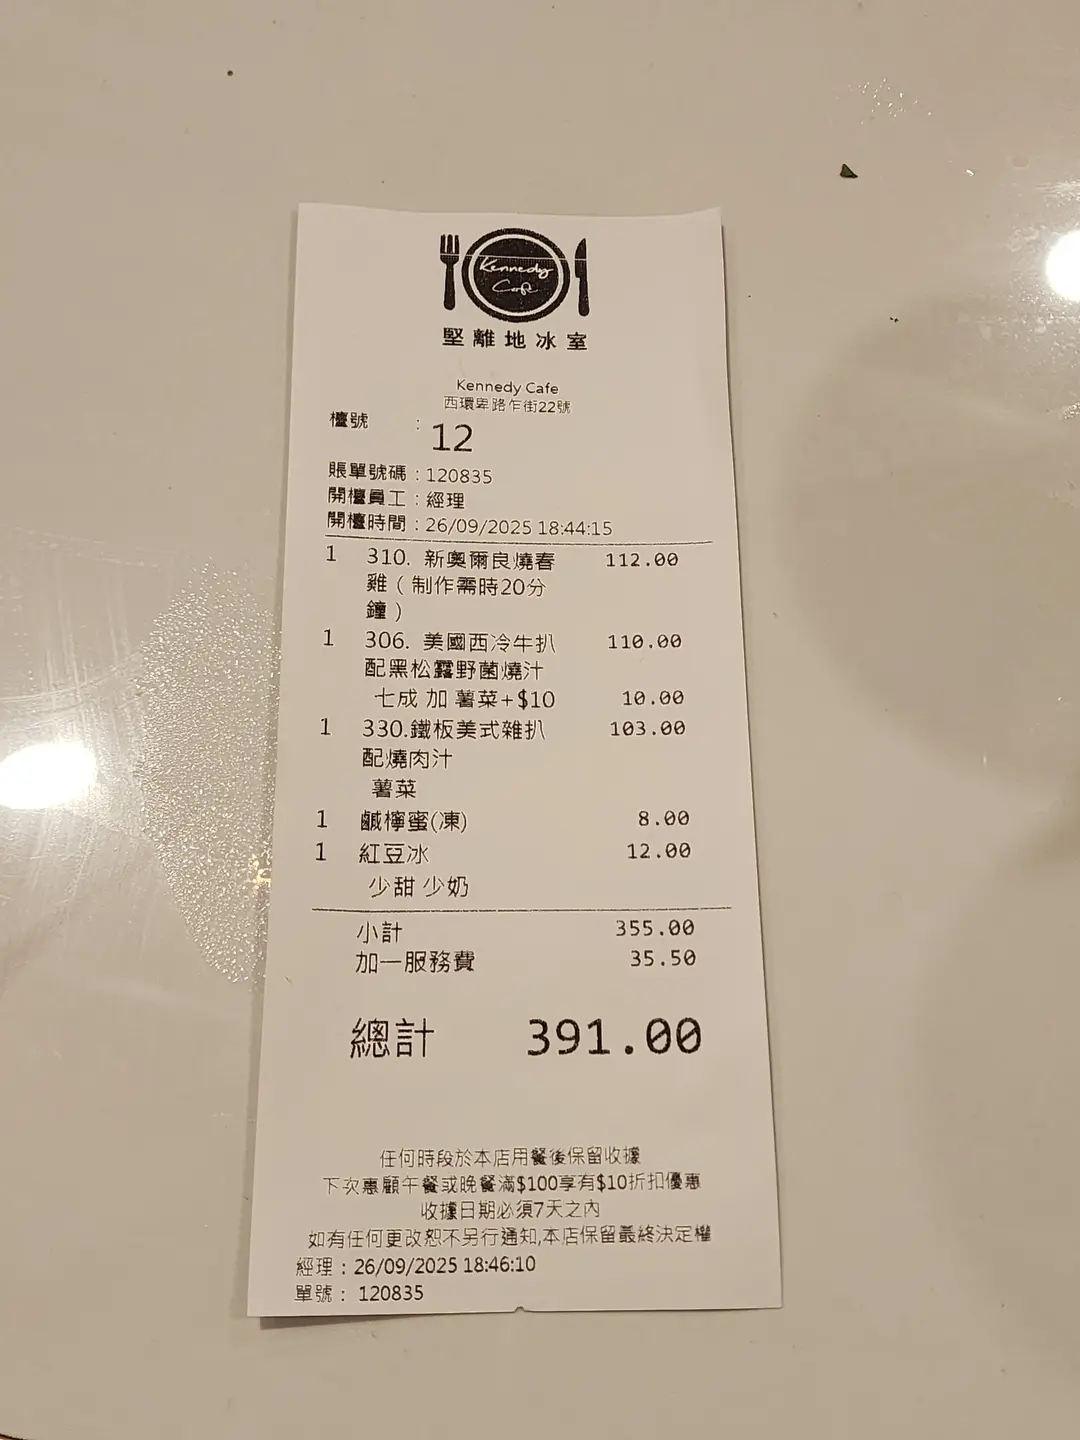 Kennedy
Cafe
堅離地冰室
Kennedy Cafe
西環卑路乍街22號
檯號 : 12
賬單號碼 : 120835
開檯員工 : 經理
開檯時間 : 26/09/2025 18:44:15
1 310. 新奧爾良燒春 112.00
雞 ( 制作需時20分
鐘 )
1 306. 美國西冷牛扒 110.00
配黑松露野菌燒汁
七成 加 薯菜+$10 10.00
1 330.鐵板美式雜扒 103.00
配燒肉汁
薯菜
1 鹹檸蜜(凍) 8.00
1 紅豆冰 12.00
少甜 少奶
小計 355.00
加一服務費 35.50
總計 391.00
任何時段於本店用餐後保留收據
下次惠顧午餐或晚餐滿$100享有$10折扣優惠
收據日期必須7天之內
如有任何更改恕不另行通知,本店保留最終決定權
經理 : 26/09/2025 18:46:10
單號 : 120835